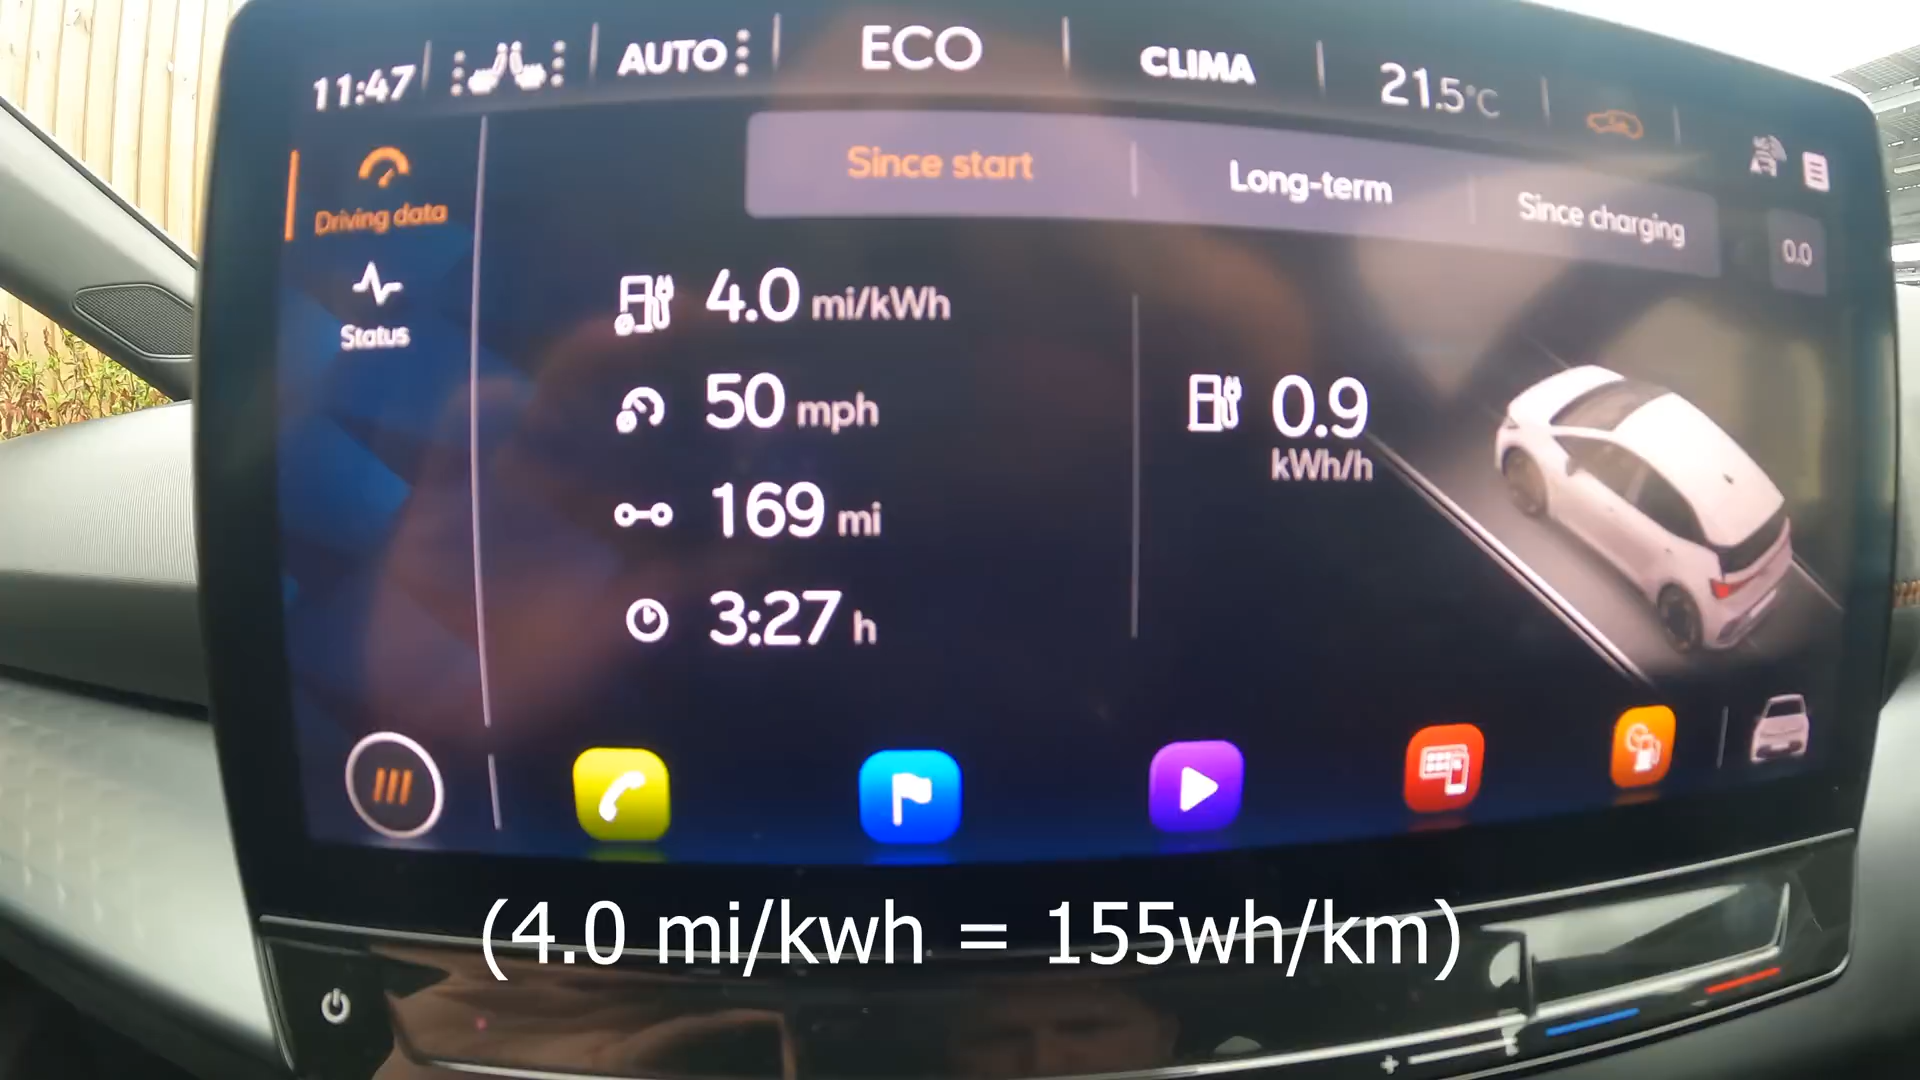 11:47 AUTO ECO CLIMA 21.5°C
Since start Long-term Since charging
0.0
Driving data
Status
4.0 mi/kWh
50 mph
169 mi
3:27 h
0.9
kWh/h
(4.0 mi/kwh = 155wh/km)